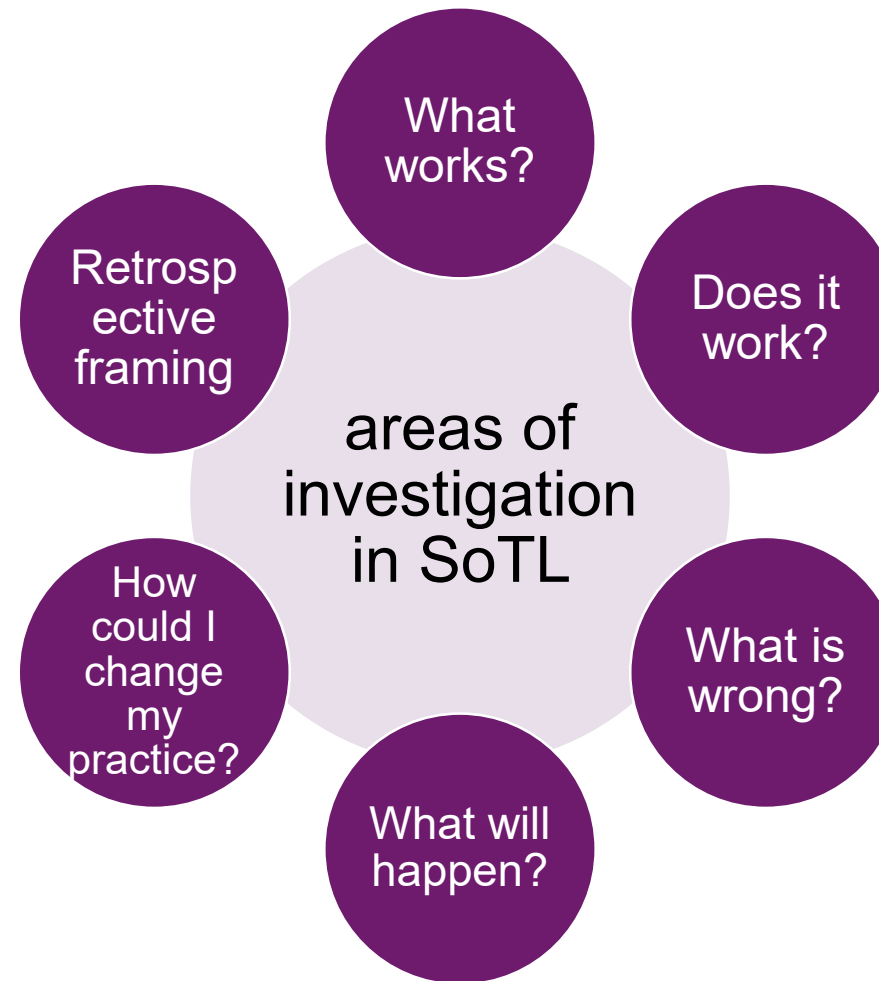 What
works?
Does it
work?
What is
wrong?
What will
happen?
How
could I
change
my
practice?
Retrosp
ective
framing
areas of
investigation
in SoTL